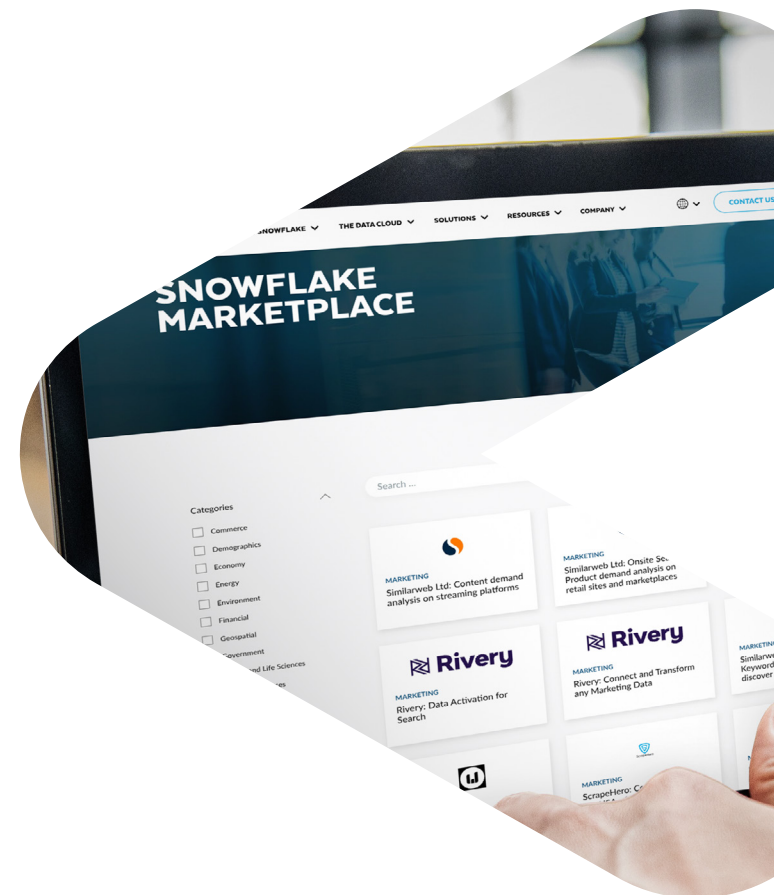 SNOWFLAKE
THE DATA CLOUD
SOLUTIONS
RESOURCES
COMPANY
CONTACT US
SNOWFLAKE
MARKETPLACE
Search ...
Categories
Commerce
Demographics
Economy
Energy
Environment
Financial
Geospatial
Government
and Life Sciences
MARKETING
Similarweb Ltd: Content demand
analysis on streaming platforms
MARKETING
Similarweb Ltd: Onsite
Product demand analysis on
retail sites and marketplaces
Rivery
MARKETING
Rivery: Data Activation for
Search
Rivery
MARKETING
Rivery: Connect and Transform
any Marketing Data
MARKETING
Keyword
discover
MARKETING
ScrapeHero: